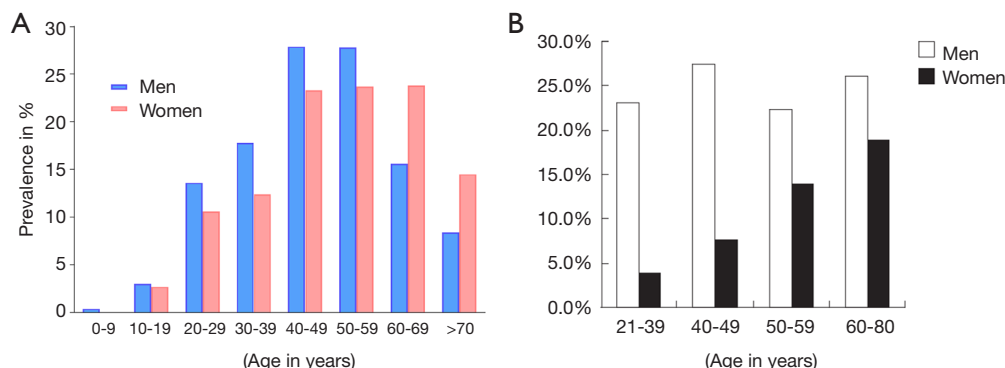 A
Prevalence in %
30
25
20
15
10
5
0
Men
Women
0-9 10-19 20-29 30-39 40-49 50-59 60-69 >70
(Age in years)
B
30.0%
25.0%
20.0%
15.0%
10.0%
5.0%
0.0%
Men
Women
21-39 40-49 50-59 60-80
(Age in years)